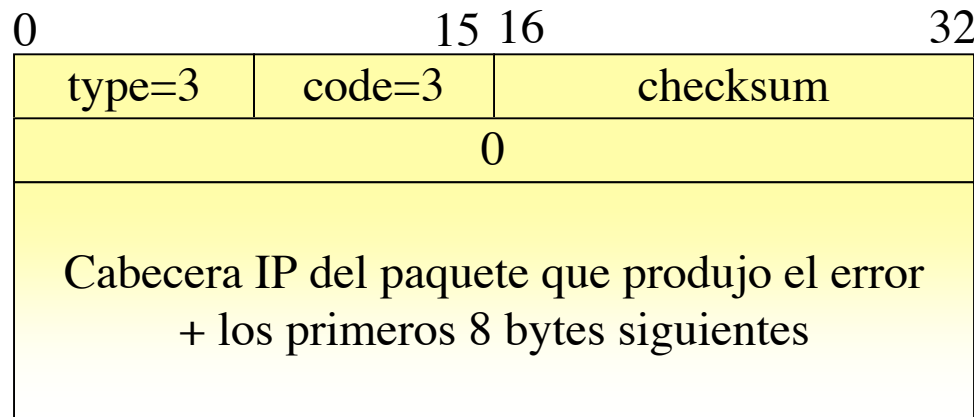 0 15 16 32
type=3 code=3 checksum
0
Cabecera IP del paquete que produjo el error
+ los primeros 8 bytes siguientes